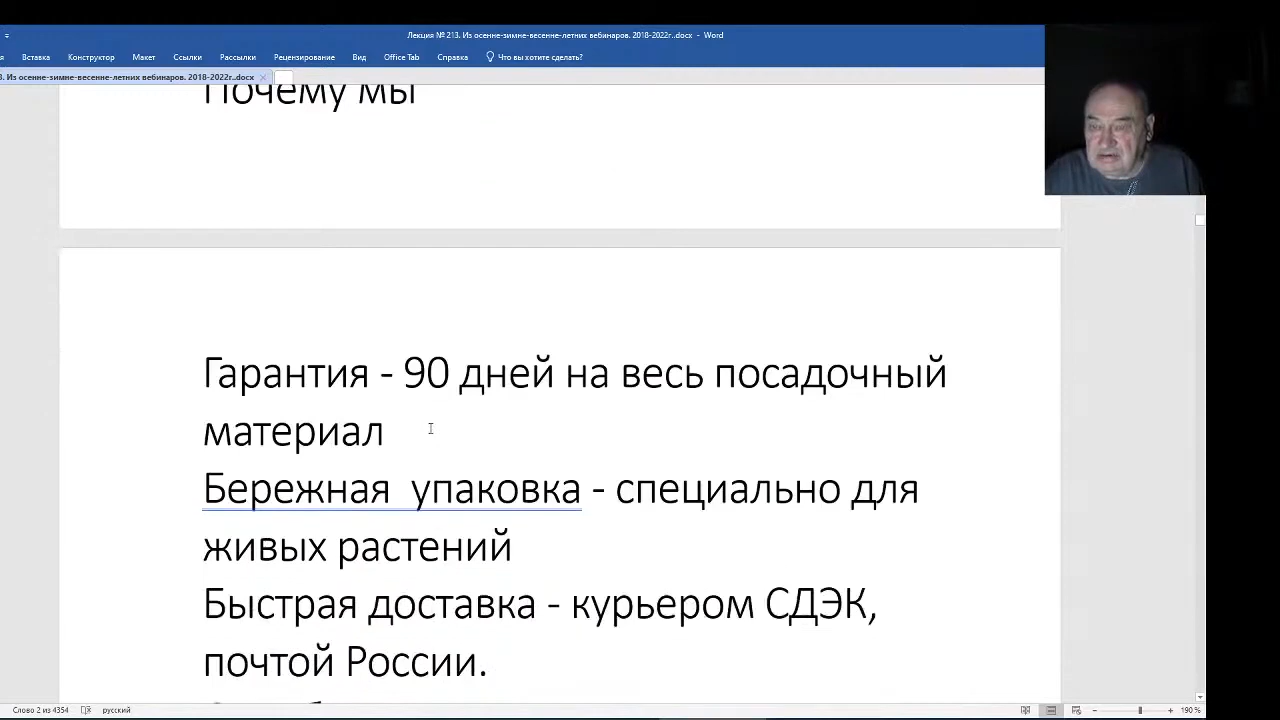 Лекция № 213. Из осенне-зимне-весенне-летних вебинаров. 2018-2022г..docx - Word
Вставка Конструктор Макет Ссылки Рассылки Рецензирование Вид Office Tab Справка Что вы хотите сделать?
3. Из осенне-зимне-весенне-летних вебинаров. 2018-2022г..docx
Почему мы
Гарантия - 90 дней на весь посадочный
материал
Бережная упаковка - специально для
живых растений
Быстрая доставка - курьером СДЭК,
почтой России.
Слово 2 из 4354 русский 190 %